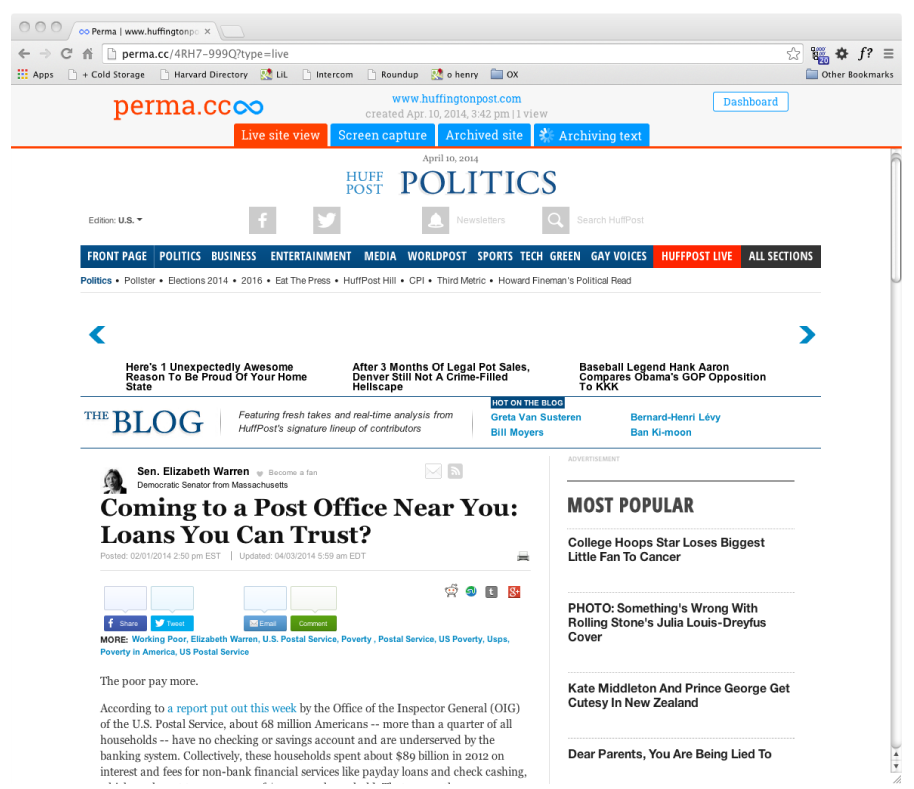 Perma | www.huffingtonpo
perma.cc/4RH7-999Q?type=live
Apps + Cold Storage Harvard Directory LiL Intercom Roundup o henry OX Other Bookmarks
perma.cc
www.huffingtonpost.com
created Apr. 10, 2014, 3:42 pm | 1 view
Dashboard
Live site view Screen capture Archived site Archiving text
April 10, 2014
HUFF POST POLITICS
Edition: U.S. Newsletters Search HuffPost
FRONT PAGE POLITICS BUSINESS ENTERTAINMENT MEDIA WORLDPOST SPORTS TECH GREEN GAY VOICES HUFFPOST LIVE ALL SECTIONS
Politics • Pollster • Elections 2014 • 2016 • Eat The Press • HuffPost Hill • CPI • Third Metric • Howard Fineman's Political Read
Here's 1 Unexpectedly Awesome
Reason To Be Proud Of Your Home
State
After 3 Months Of Legal Pot Sales,
Denver Still Not A Crime-Filled
Hellscape
Baseball Legend Hank Aaron
Compares Obama's GOP Opposition
To KKK
THE BLOG
Featuring fresh takes and real-time analysis from
HuffPost's signature lineup of contributors
HOT ON THE BLOG
Greta Van Susteren Bernard-Henri Lévy
Bill Moyers Ban Ki-moon
Sen. Elizabeth Warren Become a fan
Democratic Senator from Massachusetts
Coming to a Post Office Near You:
Loans You Can Trust?
Posted: 02/01/2014 2:50 pm EST | Updated: 04/03/2014 5:59 am EDT
Share Tweet Email Comment
MORE: Working Poor, Elizabeth Warren, U.S. Postal Service, Poverty , Postal Service, US Poverty, Usps,
Poverty in America, US Postal Service
The poor pay more.
According to a report put out this week by the Office of the Inspector General (OIG)
of the U.S. Postal Service, about 68 million Americans -- more than a quarter of all
households -- have no checking or savings account and are underserved by the
banking system. Collectively, these households spent about $89 billion in 2012 on
interest and fees for non-bank financial services like payday loans and check cashing,
ADVERTISEMENT
MOST POPULAR
College Hoops Star Loses Biggest
Little Fan To Cancer
PHOTO: Something's Wrong With
Rolling Stone's Julia Louis-Dreyfus
Cover
Kate Middleton And Prince George Get
Cutesy In New Zealand
Dear Parents, You Are Being Lied To